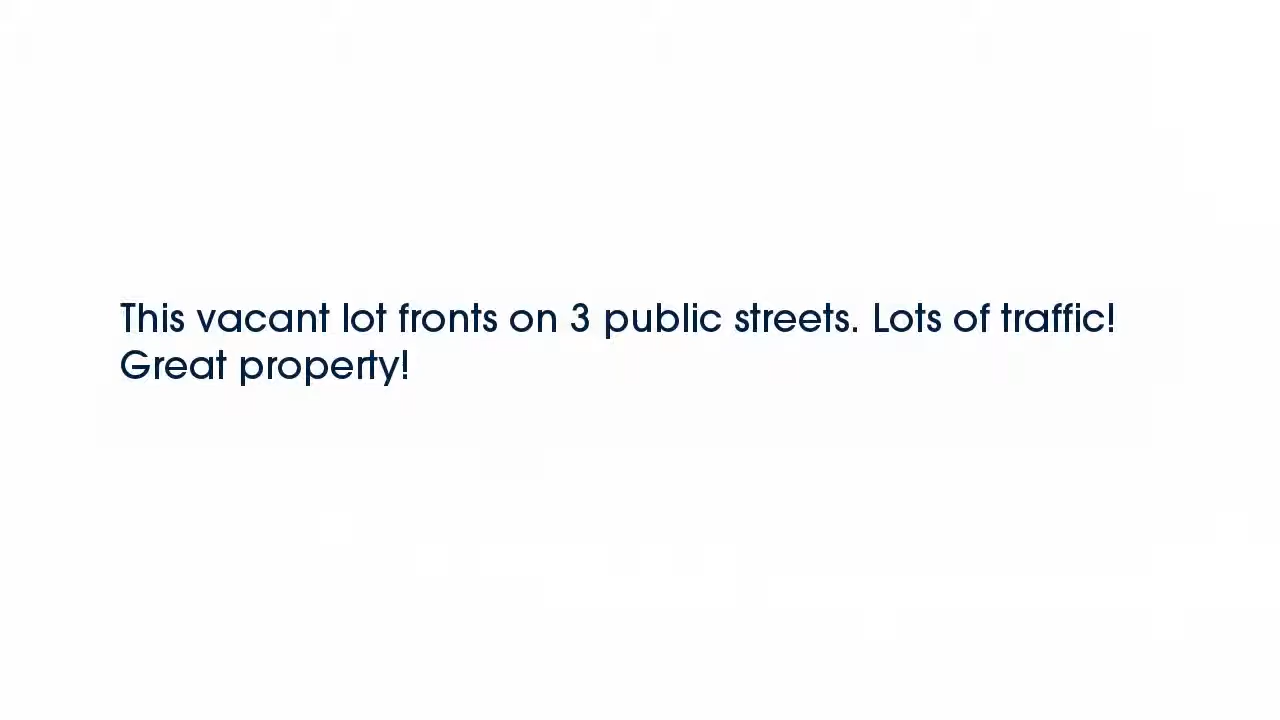 This vacant lot fronts on 3 public streets. Lots of traffic!
Great property!